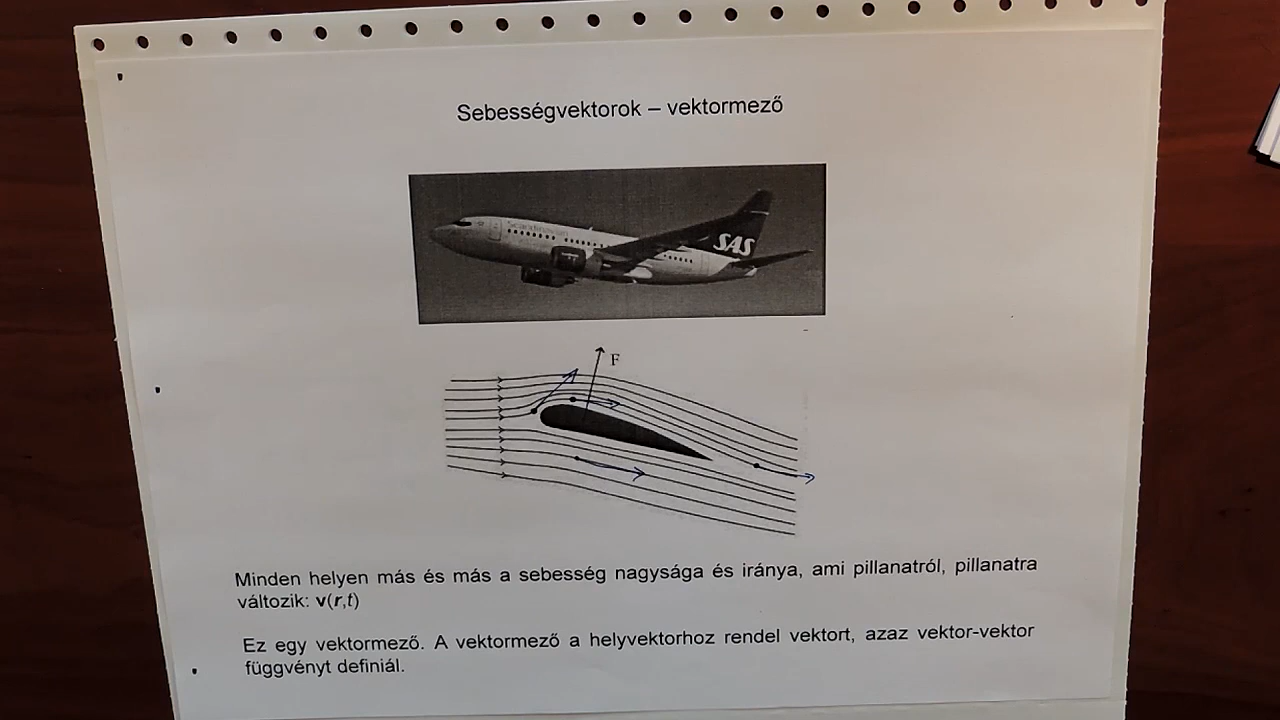 Sebességvektorok – vektormező
Scandinavian
SAS
F
Minden helyen más és más a sebesség nagysága és iránya, ami pillanatról, pillanatra
változik: v(r,t)
Ez egy vektormező. A vektormező a helyvektorhoz rendel vektort, azaz vektor-vektor
függvényt definiál.